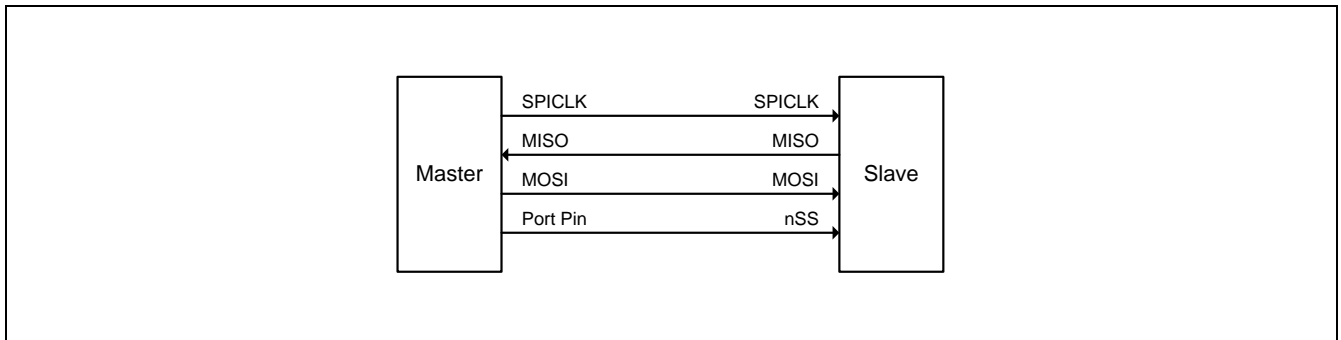 SPICLK SPICLK
MISO MISO
Master MOSI MOSI Slave
Port Pin nSS